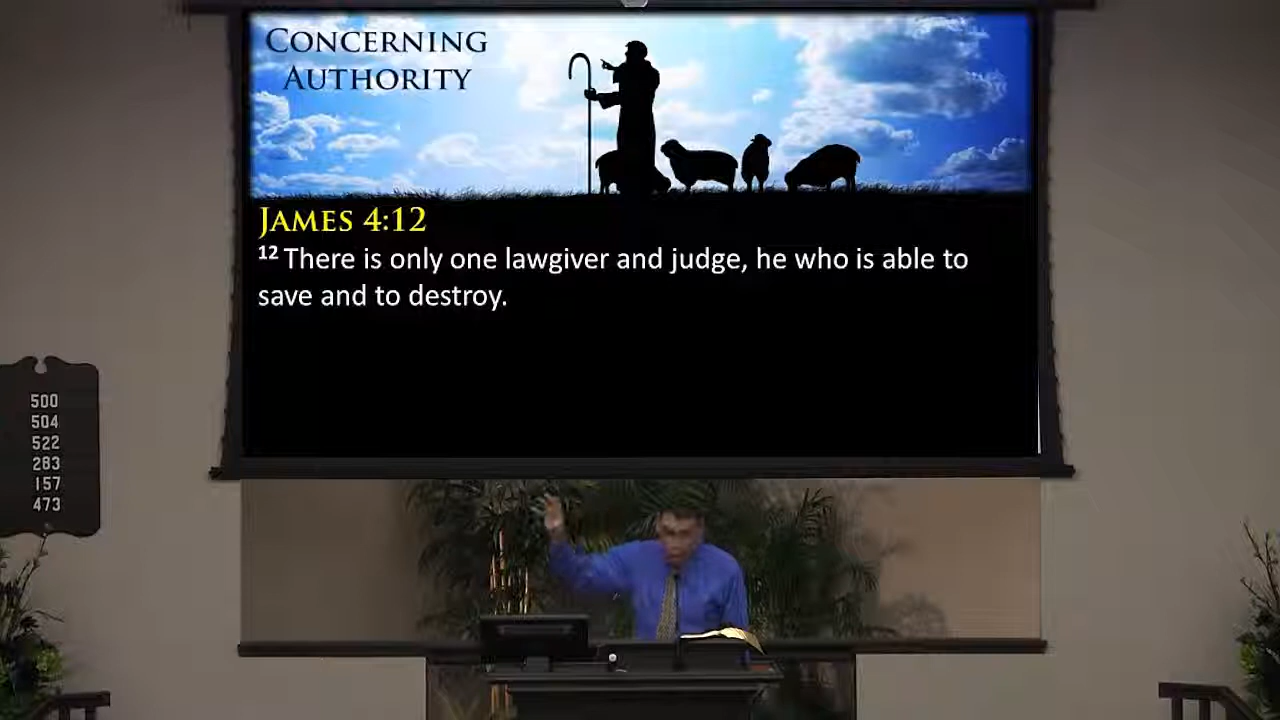 CONCERNING
AUTHORITY
JAMES 4:12
12 There is only one lawgiver and judge, he who is able to
save and to destroy.
500
504
522
283
157
473